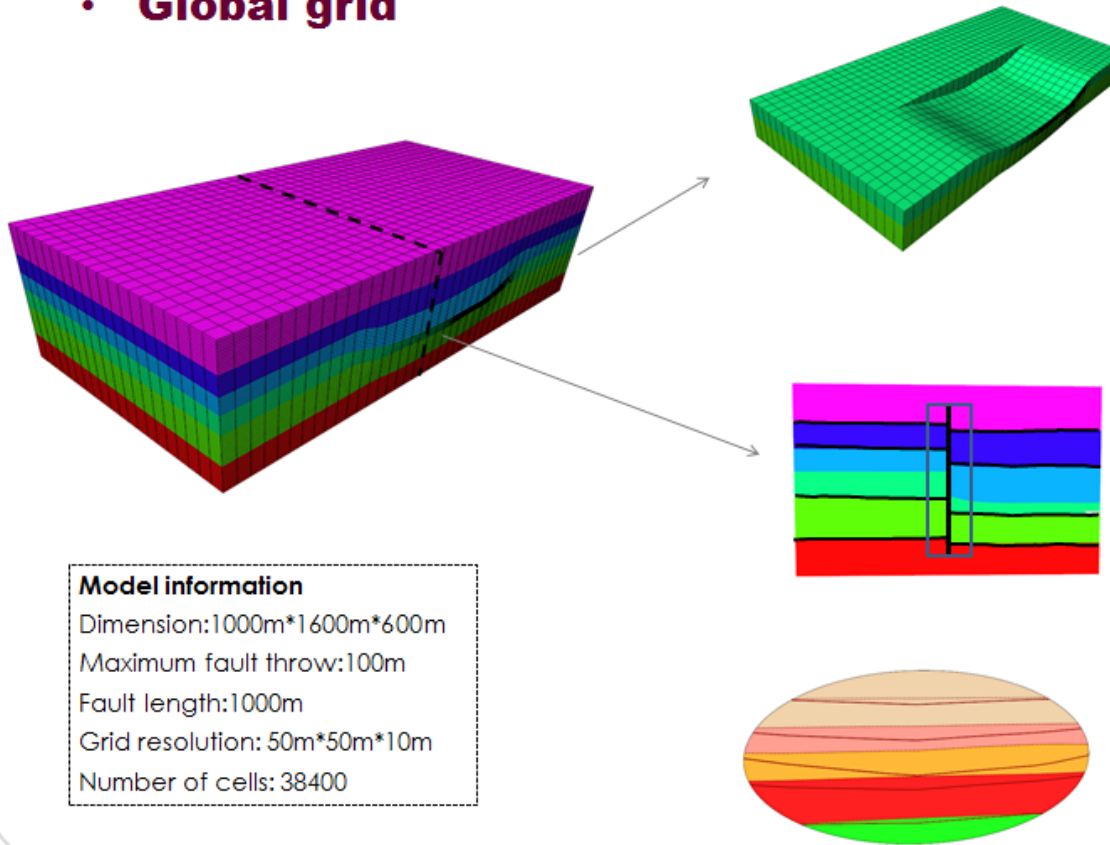 • Global grid
Model information
Dimension:1000m*1600m*600m
Maximum fault throw:100m
Fault length:1000m
Grid resolution: 50m*50m*10m
Number of cells: 38400